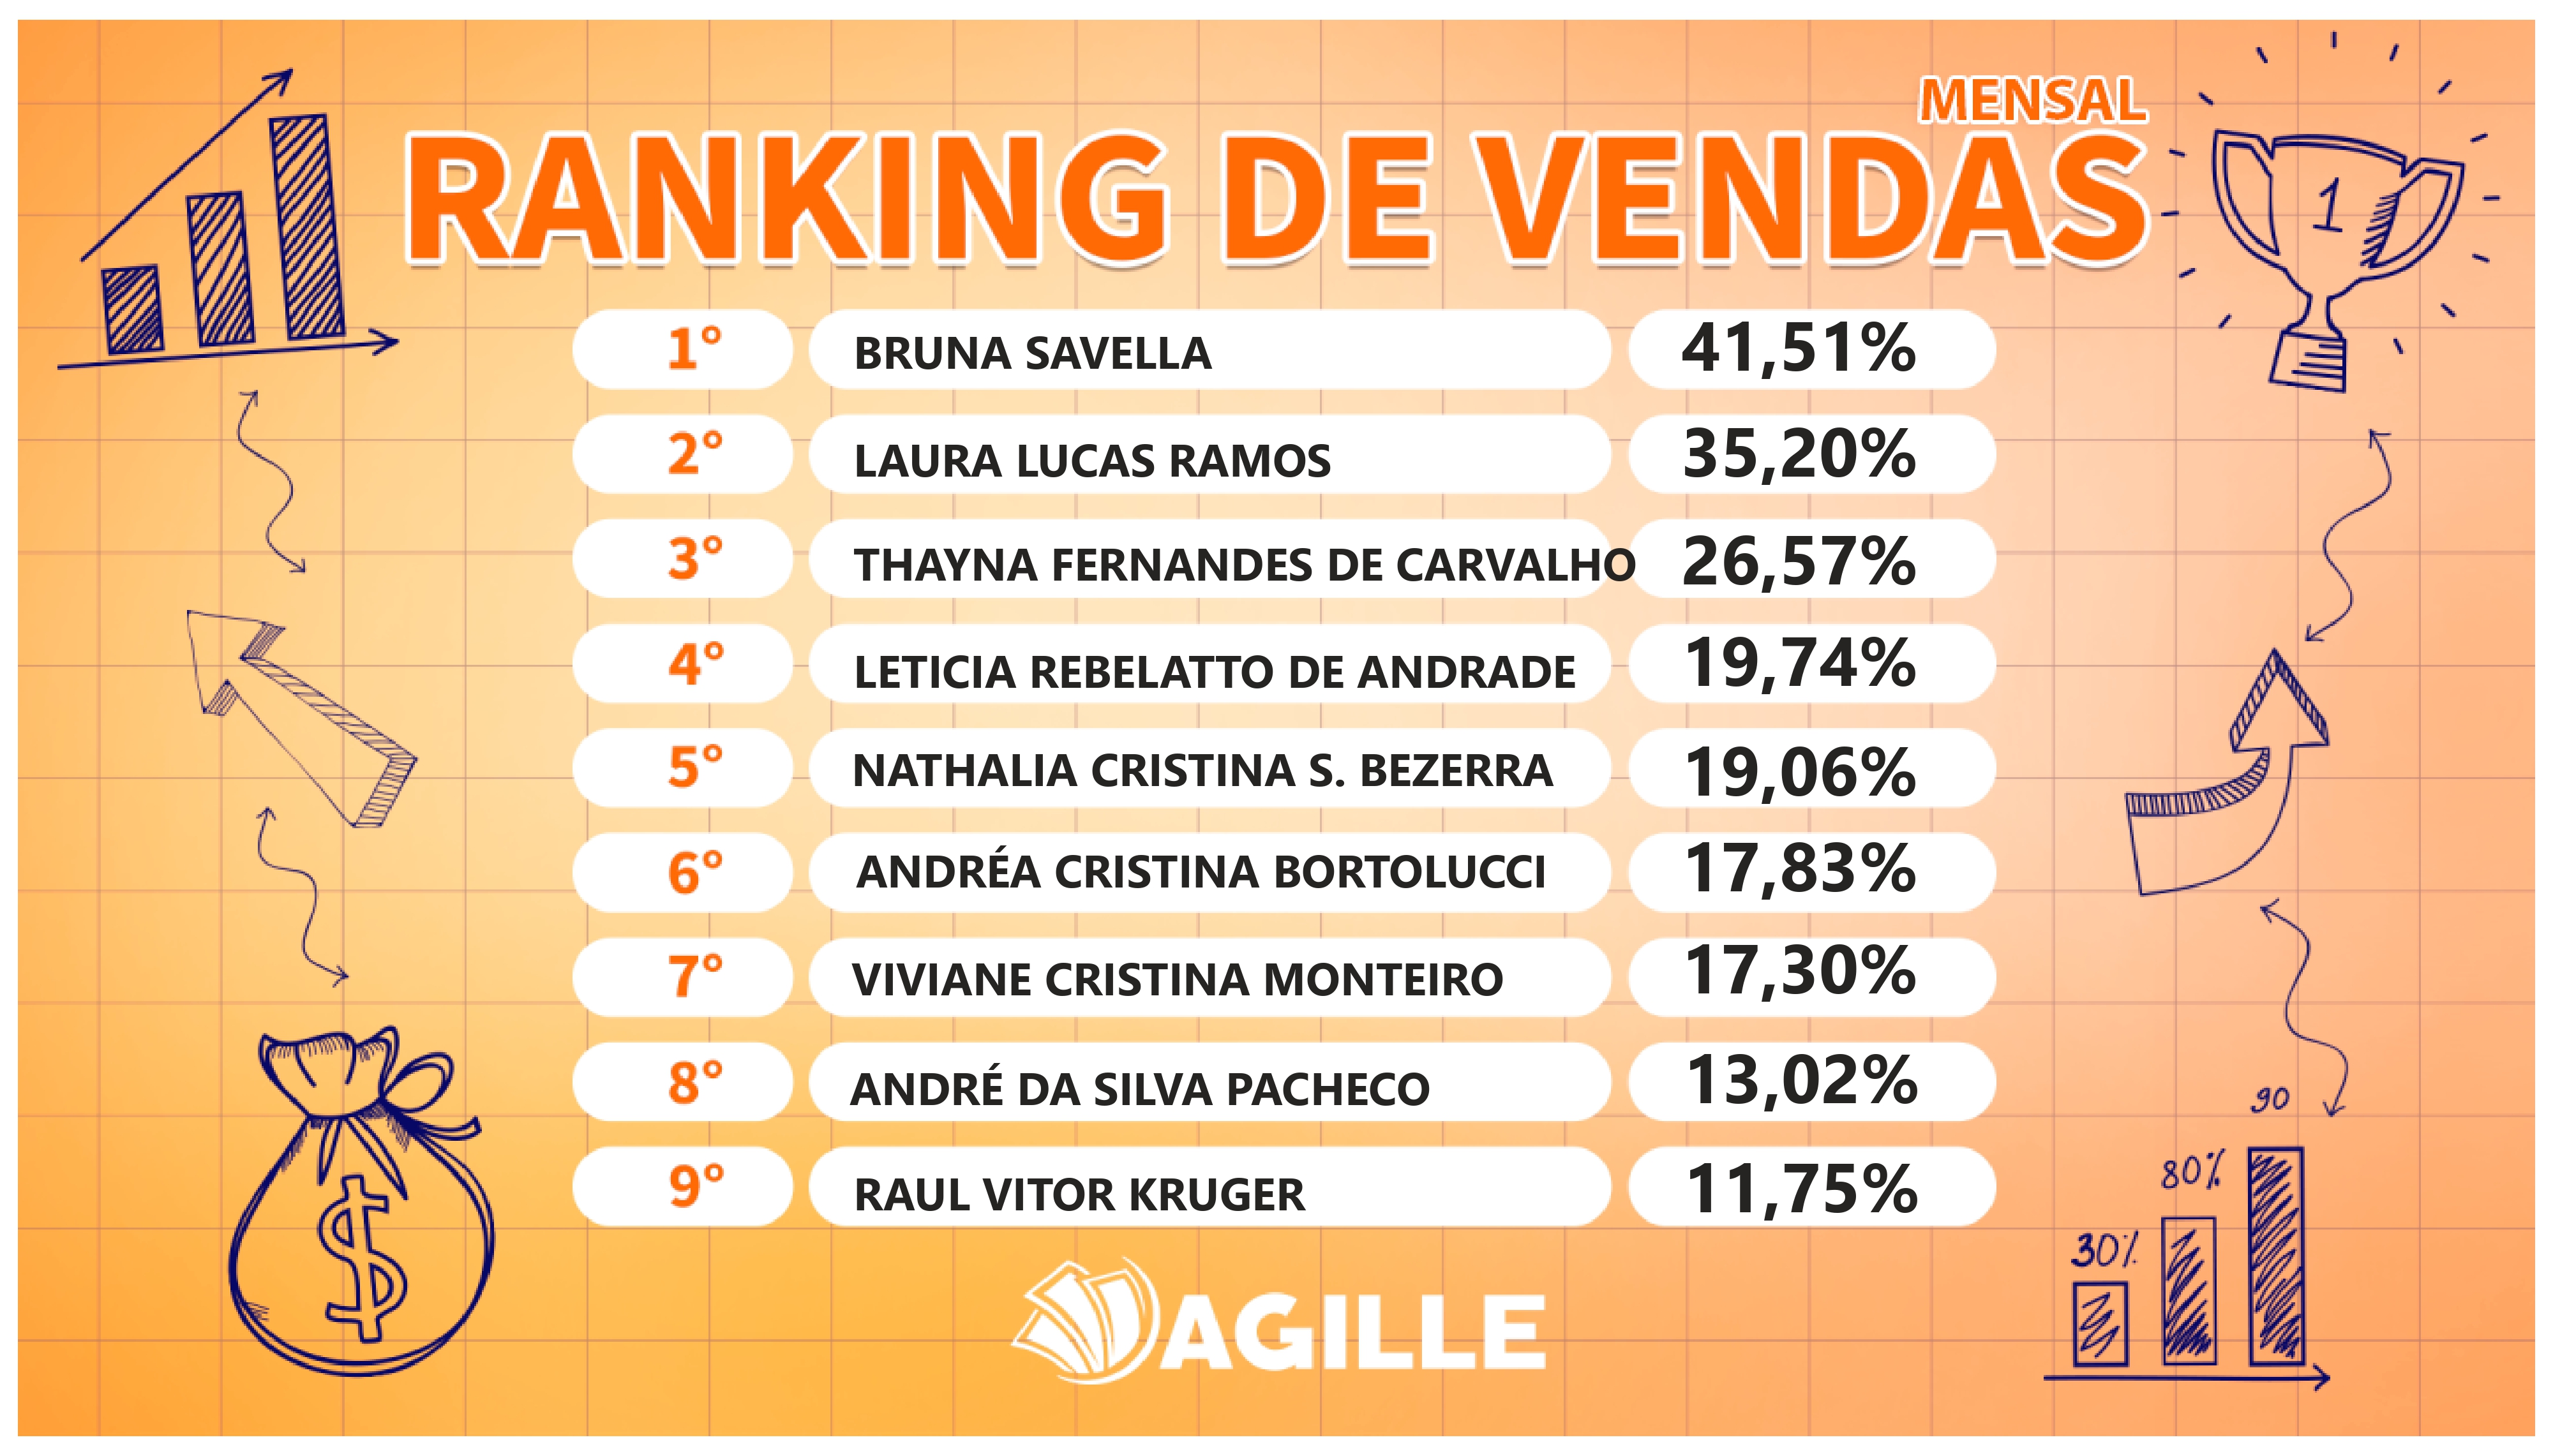 MENSAL
RANKING DE VENDAS
1
1° BRUNA SAVELLA 41,51%
2° LAURA LUCAS RAMOS 35,20%
3° THAYNA FERNANDES DE CARVALHO 26,57%
4° LETICIA REBELATTO DE ANDRADE 19,74%
5° NATHALIA CRISTINA S. BEZERRA 19,06%
6° ANDRÉA CRISTINA BORTOLUCCI 17,83%
7° VIVIANE CRISTINA MONTEIRO 17,30%
8° ANDRÉ DA SILVA PACHECO 13,02%
9° RAUL VITOR KRUGER 11,75%
$
90
80%
30%
AGILLE